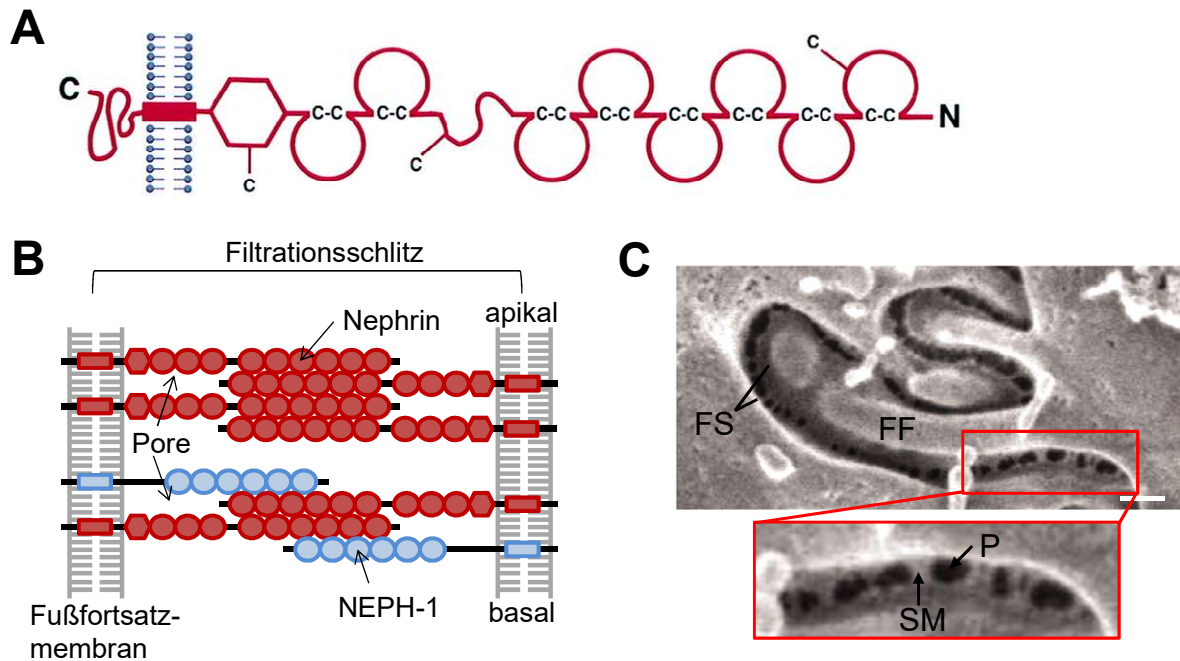 A
C
C
C-C
C-C
C
C-C
C-C
C-C
C-C
C-C
C-C
C
N
B
Filtrationsschlitz
Nephrin
apikal
Pore
NEPH-1
basal
Fußfortsatz-
membran
C
FS
FF
P
SM